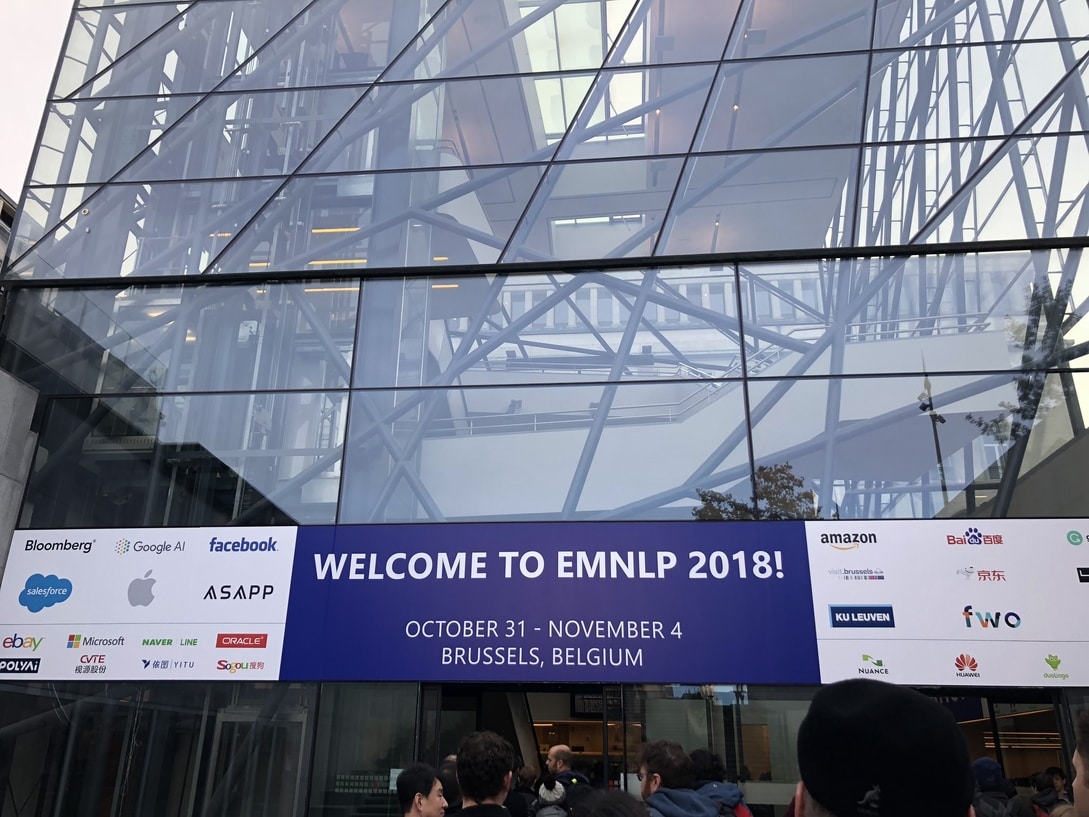 Bloomberg Google AI facebook
salesforce ASAPP
ebay Microsoft NAVER LINE ORACLE
POLYAI CVTE 视源股份 依图 YITU Sogou搜狗
WELCOME TO EMNLP 2018!
OCTOBER 31 - NOVEMBER 4
BRUSSELS, BELGIUM
amazon Bai百度
visit.brussels 京东
KU LEUVEN fwo
NUANCE HUAWEI duolingo